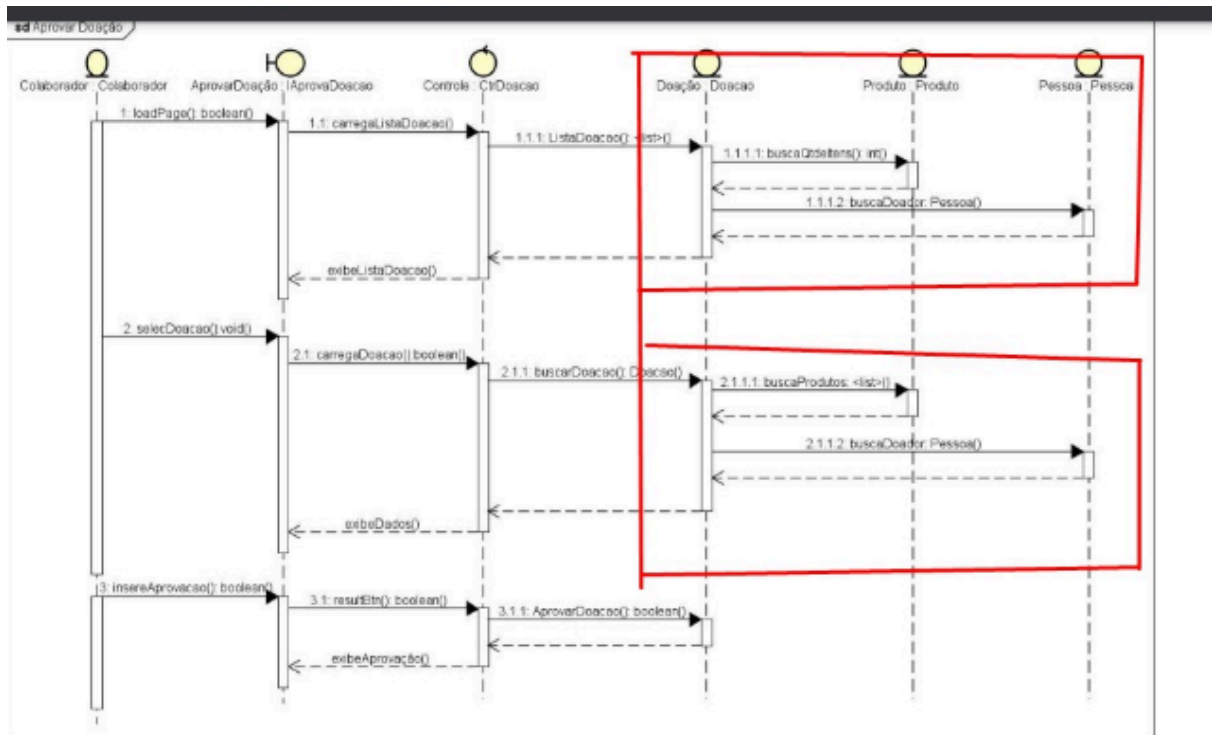 sd Aprovar Doação
Colaborador : Colaborador
AprovarDoação : IAprovaDoacao
Controle : CtrlDoacao
Doação : Doacao
Produto : Produto
Pessoa : Pessoa
1: loadPage(): boolean()
1.1: carregaListaDoacao()
1.1.1: ListaDoacao(): <list>()
1.1.1.1: buscaQtdeItens(): int()
1.1.1.2: buscaDoador: Pessoa()
exibeListaDoacao()
2: selecDoacao():void()
2.1: carregaDoacao():boolean()
2.1.1: buscarDoacao(): Doacao()
2.1.1.1: buscaProdutos: <list>()
2.1.1.2: buscaDoador: Pessoa()
exibeDados()
3: insereAprovacao(): boolean()
3.1: resultBtn(): boolean()
3.1.1: AprovarDoacao(): boolean()
exibeAprovação()